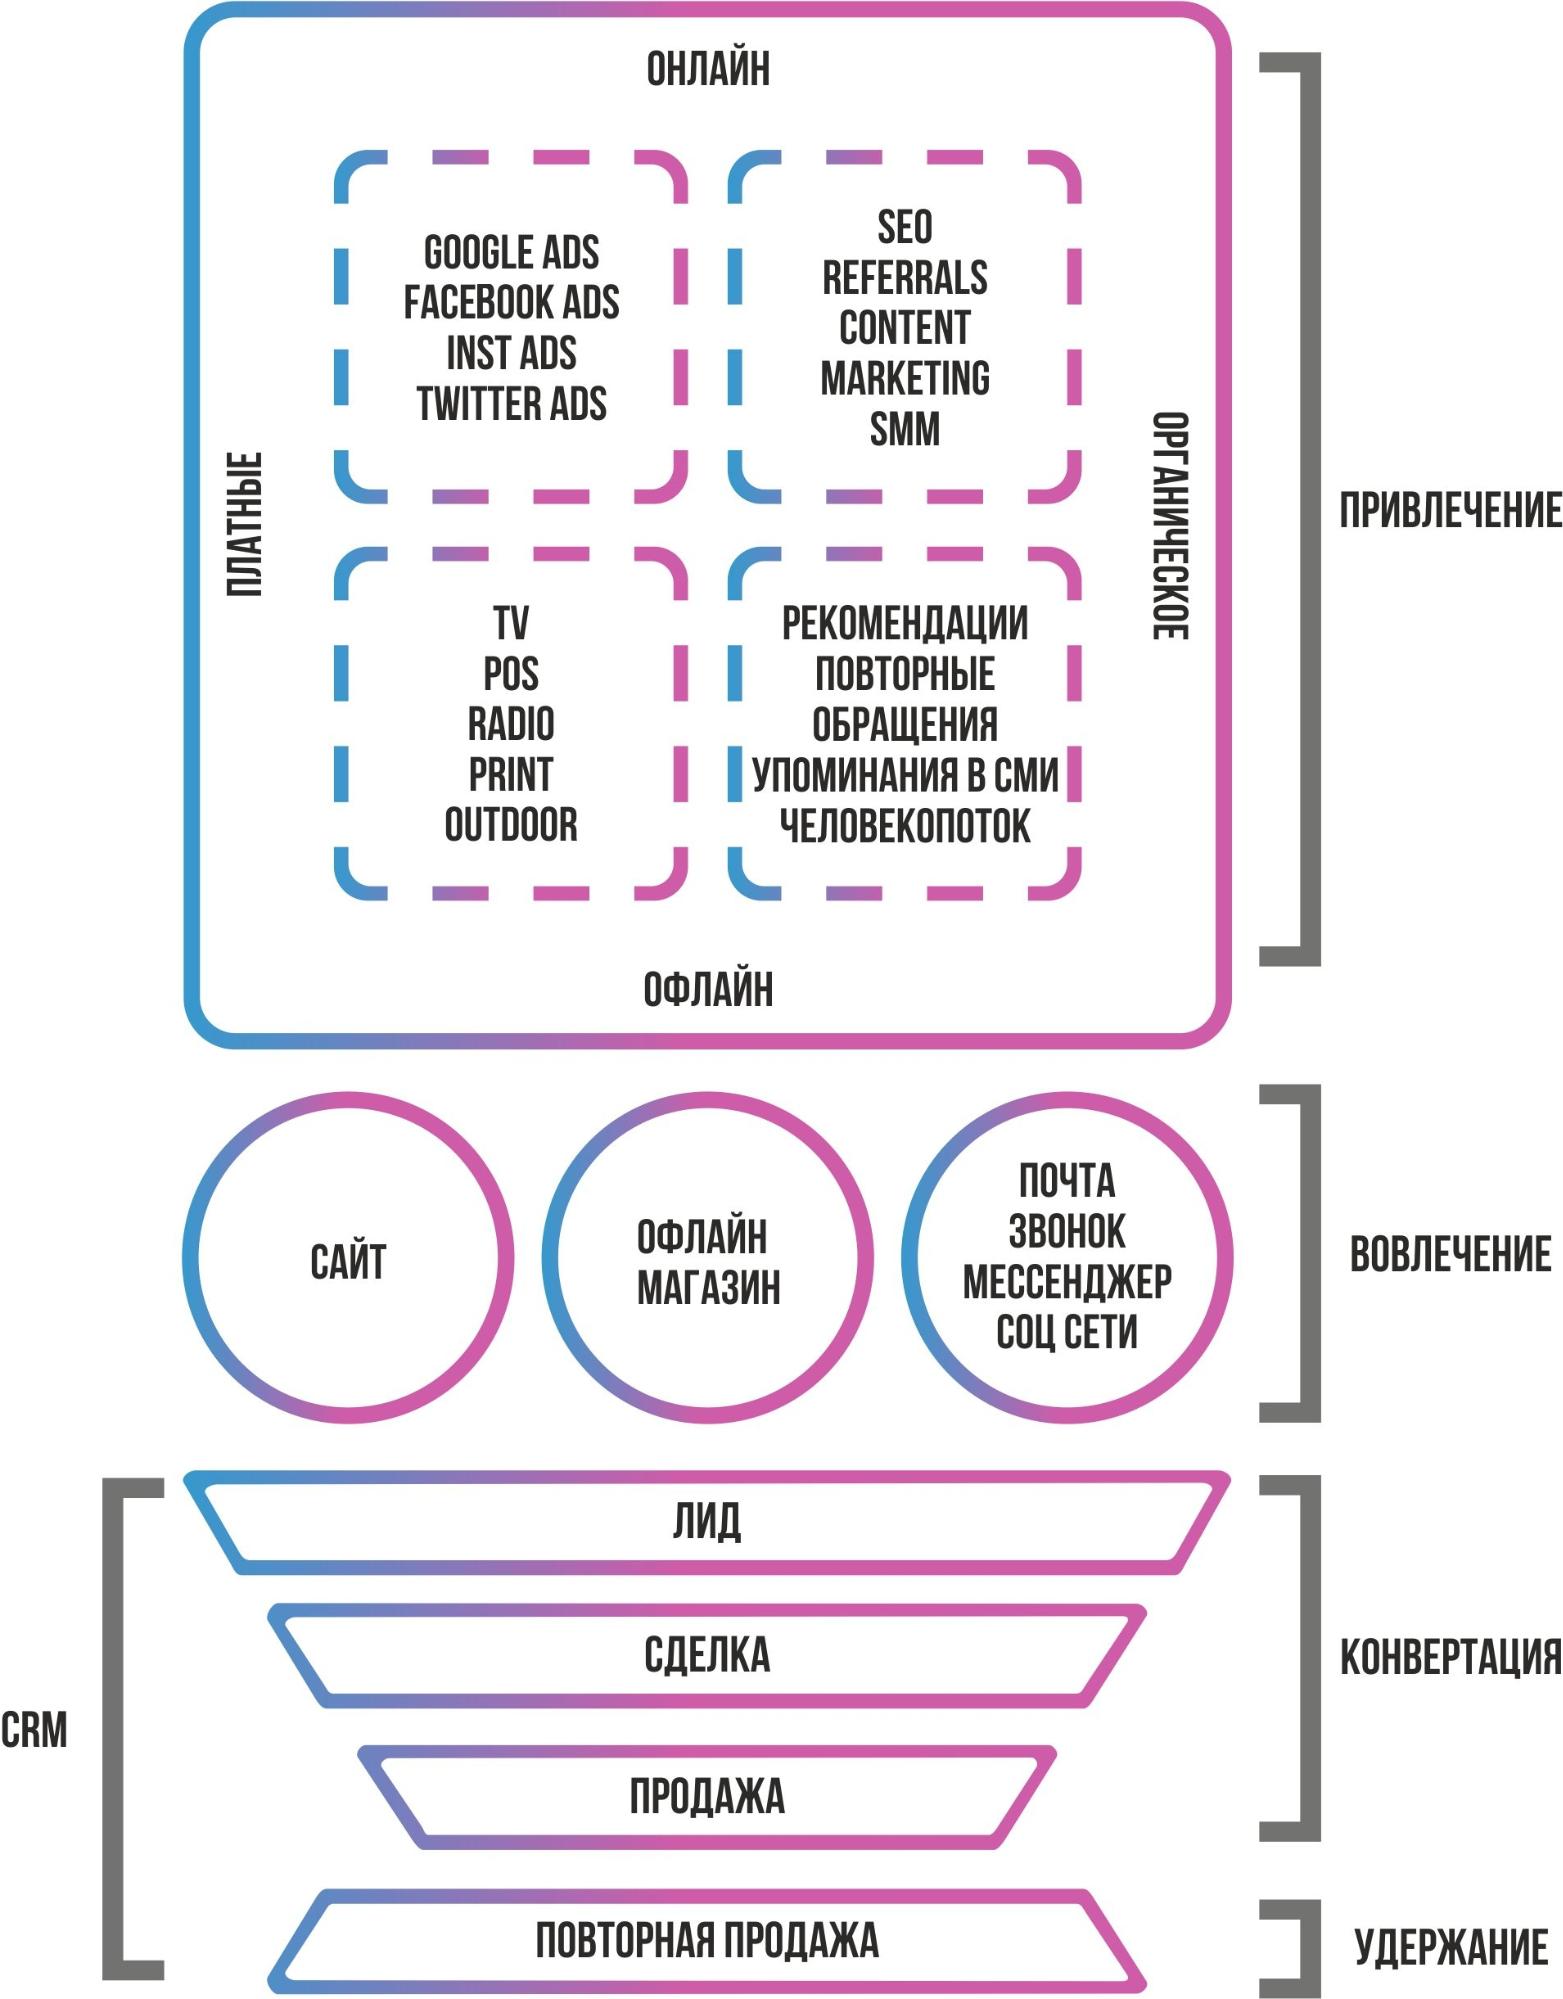 ОНЛАЙН
GOOGLE ADS
FACEBOOK ADS
INST ADS
TWITTER ADS
SEO
REFERRALS
CONTENT
MARKETING
SMM
ПЛАТНЫЕ
ОРГАНИЧЕСКОЕ
ПРИВЛЕЧЕНИЕ
TV
POS
RADIO
PRINT
OUTDOOR
РЕКОМЕНДАЦИИ
ПОВТОРНЫЕ
ОБРАЩЕНИЯ
УПОМИНАНИЯ В СМИ
ЧЕЛОВЕКОПОТОК
ОФЛАЙН
САЙТ
ОФЛАЙН
МАГАЗИН
ПОЧТА
ЗВОНОК
МЕССЕНДЖЕР
СОЦ СЕТИ
ВОВЛЕЧЕНИЕ
ЛИД
СДЕЛКА
КОНВЕРТАЦИЯ
CRM
ПРОДАЖА
ПОВТОРНАЯ ПРОДАЖА
УДЕРЖАНИЕ